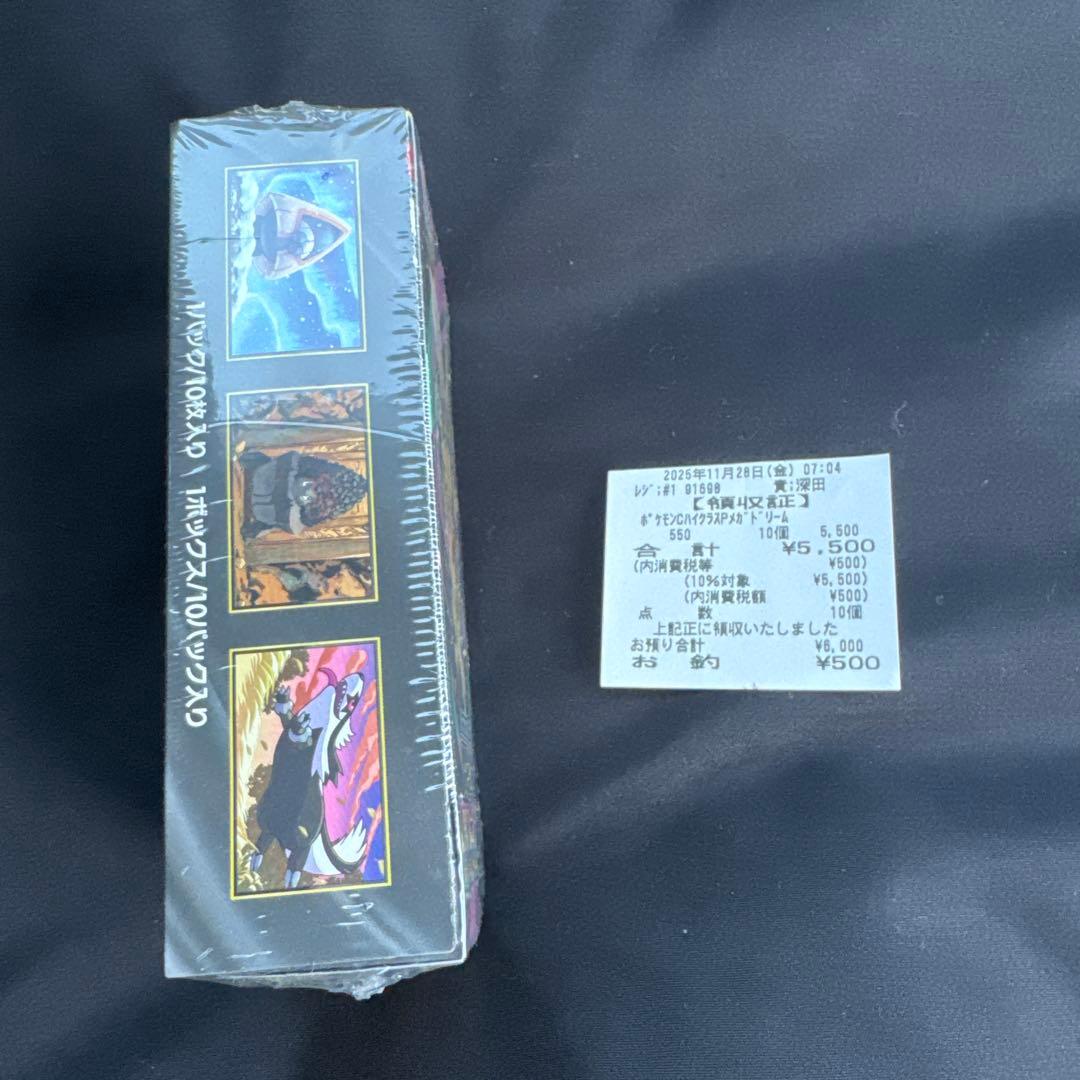 1パック/10枚入り \ 1ボックス/10パック入り
2025年11月28日(金) 07:04
ﾚｼﾞ;#1 91698 責;深田
【領収証】
ﾎﾟｹﾓﾝCﾊｲｸﾗｽPﾒｶﾞﾄﾞﾘｰﾑ
550 10個 5,500
合 計 ¥5,500
(内消費税等 ¥500)
(10%対象 ¥5,500)
(内消費税額 ¥500)
点 数 10個
上記正に領収いたしました
お預り合計 ¥6,000
お 釣 ¥500